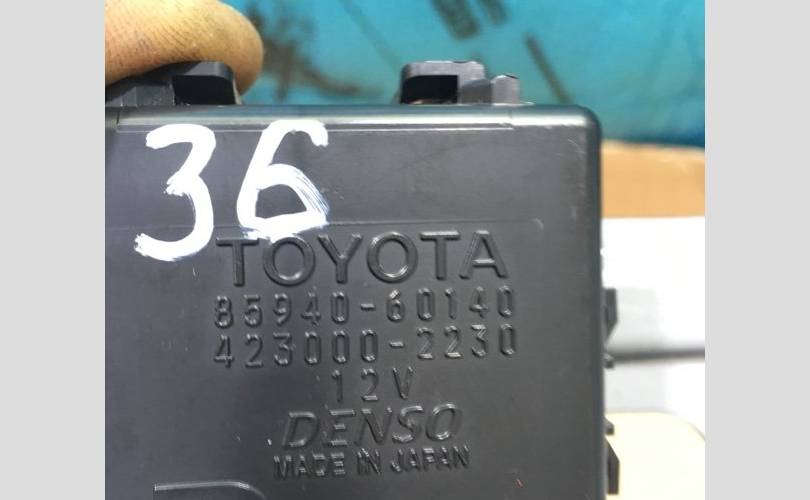 36
TOYOTA
85940-60140
423000-2230
12V
DENSO
MADE IN JAPAN